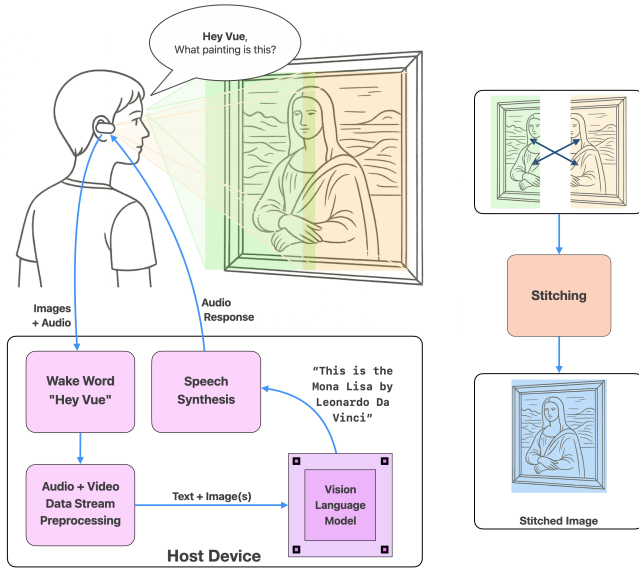 Hey Vue,
What painting is this?
Images
+ Audio
Audio
Response
Wake Word
"Hey Vue"
Speech
Synthesis
“This is the
Mona Lisa by
Leonardo Da
Vinci”
Audio + Video
Data Stream
Preprocessing
Text + Image(s)
Vision
Language
Model
Host Device
Stitching
Stitched Image